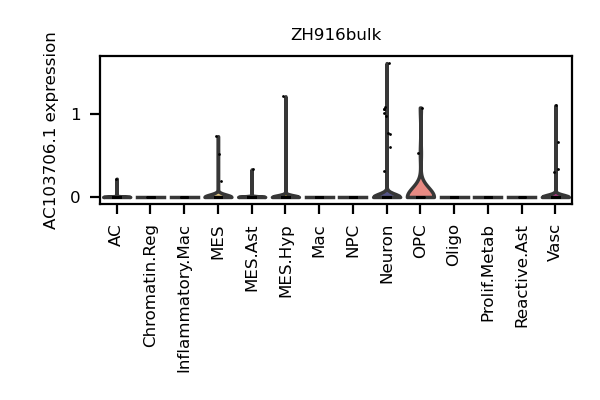 ZH916bulk
AC103706.1 expression
1
0
AC
Chromatin.Reg
Inflammatory.Mac
MES
MES.Ast
MES.Hyp
Mac
NPC
Neuron
OPC
Oligo
Prolif.Metab
Reactive.Ast
Vasc